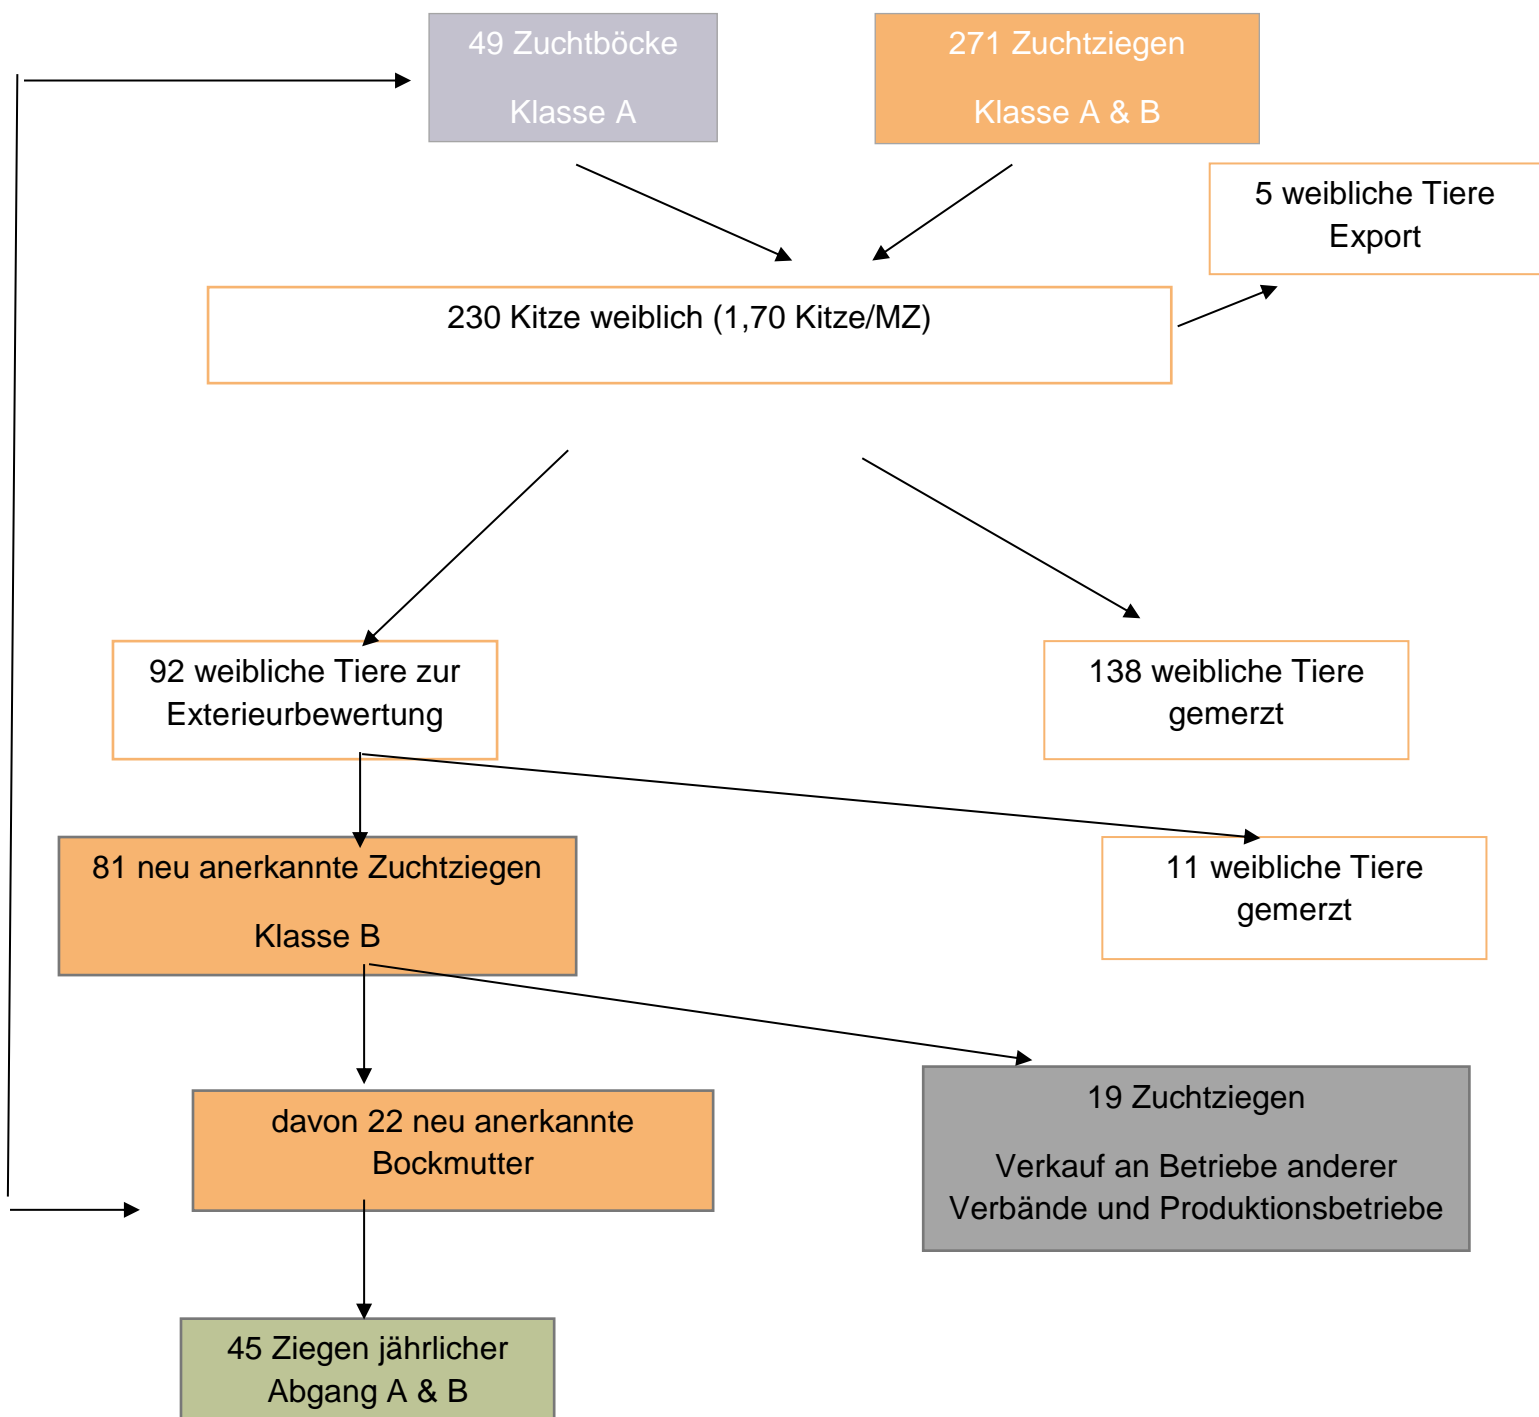 49 Zuchtböcke
Klasse A
271 Zuchtziegen
Klasse A & B
5 weibliche Tiere
Export
230 Kitze weiblich (1,70 Kitze/MZ)
92 weibliche Tiere zur
Exterieurbewertung
138 weibliche Tiere
gemerzt
81 neu anerkannte Zuchtziegen
Klasse B
11 weibliche Tiere
gemerzt
davon 22 neu anerkannte
Bockmutter
19 Zuchtziegen
Verkauf an Betriebe anderer
Verbände und Produktionsbetriebe
45 Ziegen jährlicher
Abgang A & B